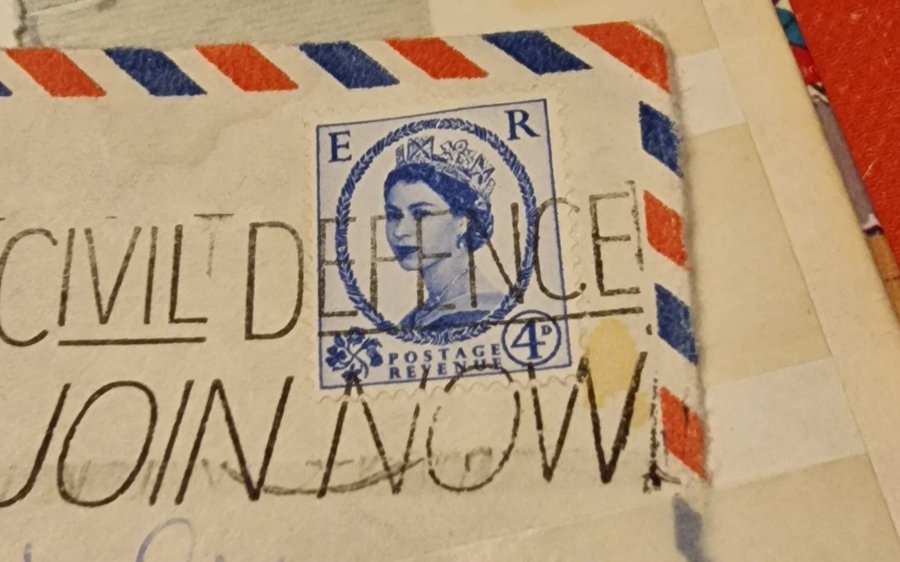 E R
CIVIL DEFENCE
POSTAGE
REVENUE
4D
JOIN NOW!